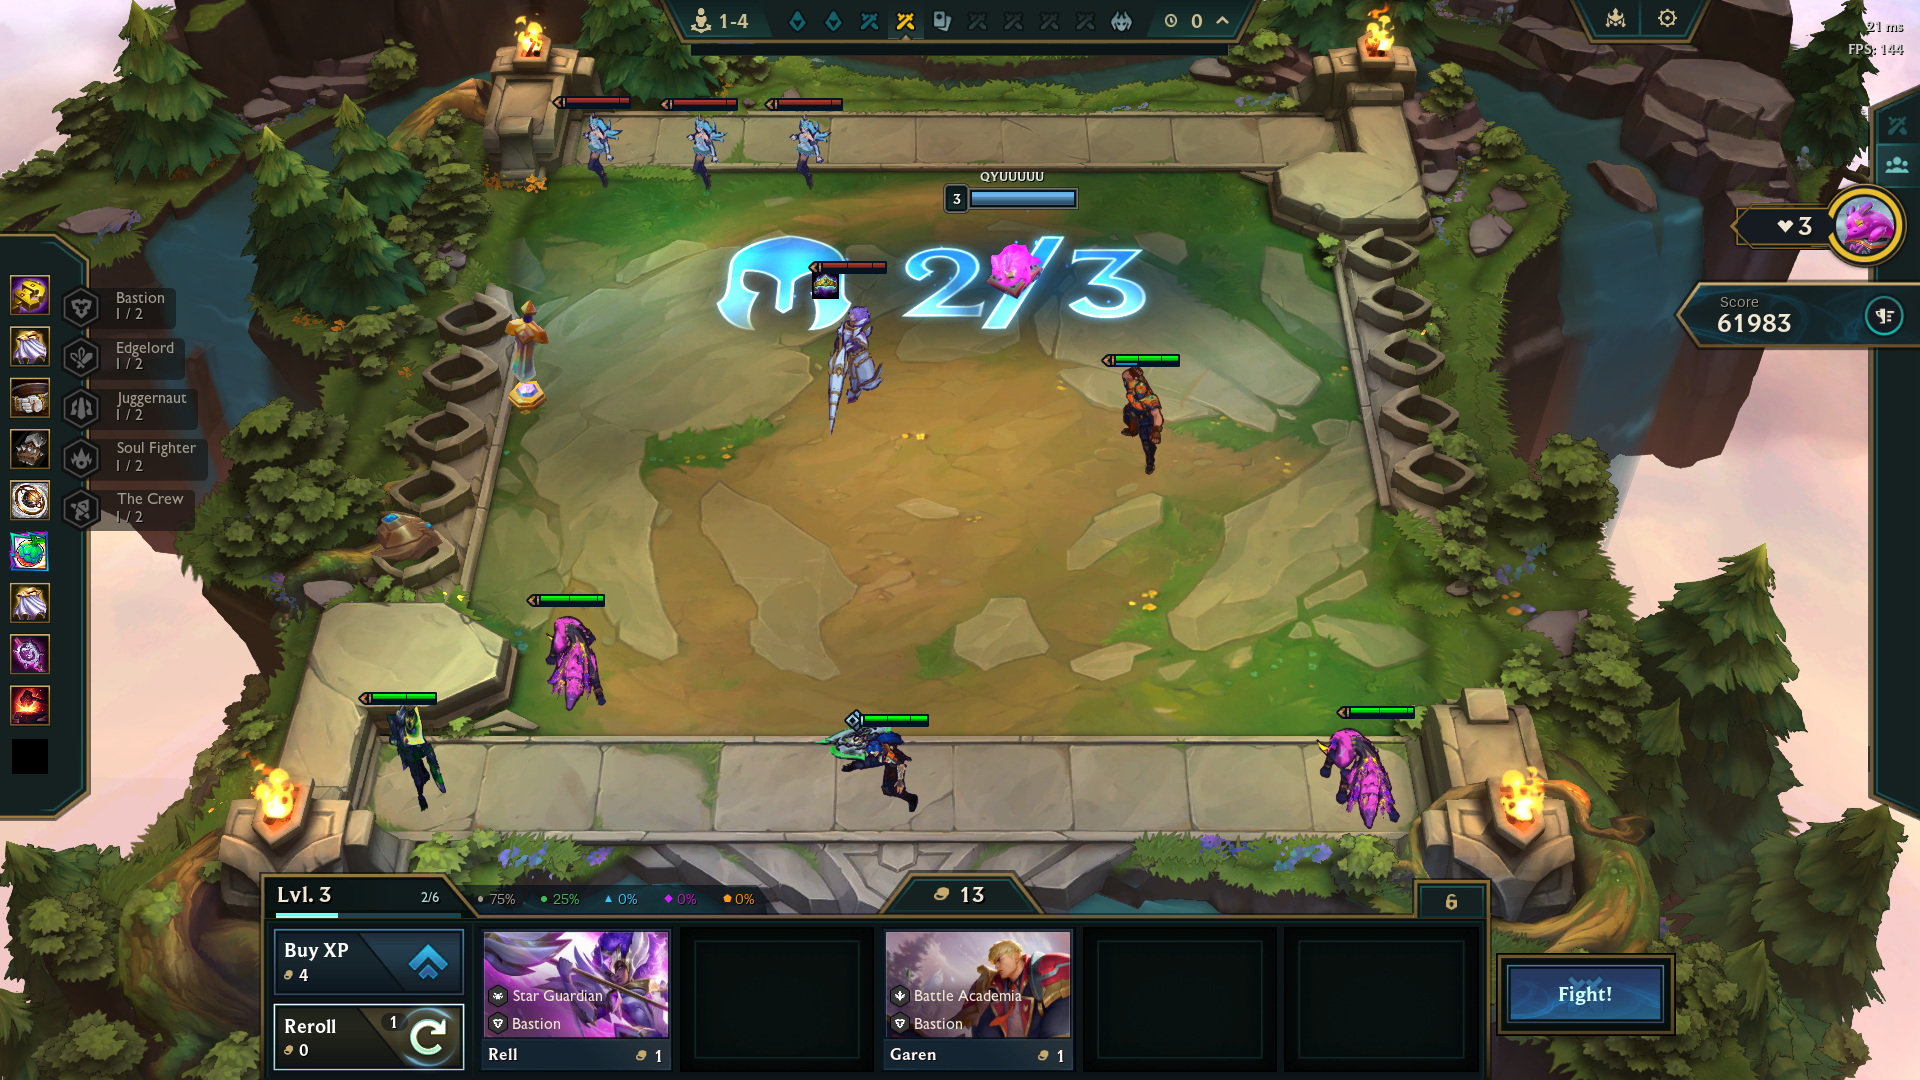 1-4
0
21 ms
FPS: 144
QYUUUUU
3
2/3
3
Score
61983
Bastion
1 / 2
Edgelord
1 / 2
Juggernaut
1 / 2
Soul Fighter
1 / 2
The Crew
1 / 2
Lvl. 3
2/6
75%
25%
0%
0%
0%
13
6
Buy XP
4
Reroll
1
0
Star Guardian
Bastion
Rell
1
Battle Academia
Bastion
Garen
1
Fight!